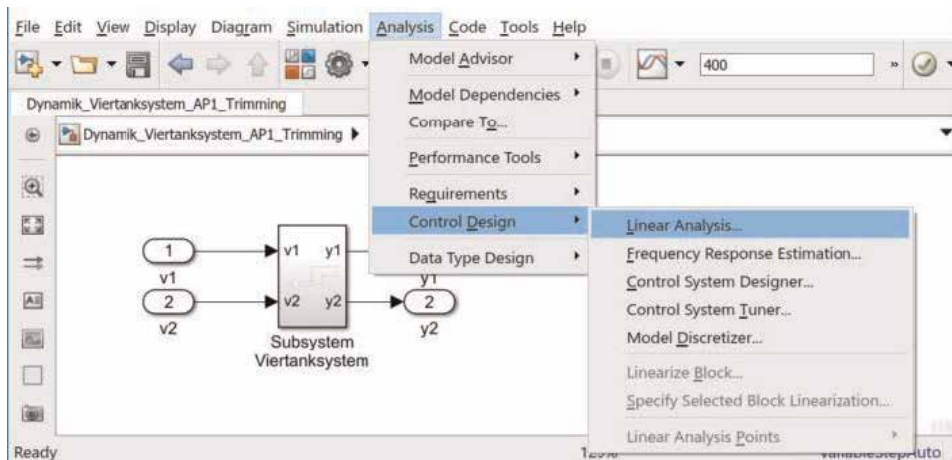 File Edit View Display Diagram Simulation Analysis Code Tools Help
400
»
Dynamik_Viertanksystem_AP1_Trimming
Dynamik_Viertanksystem_AP1_Trimming
Model Advisor
Model Dependencies
Compare To...
Performance Tools
Requirements
Control Design
Data Type Design
Linear Analysis...
Frequency Response Estimation...
Control System Designer...
Control System Tuner...
Model Discretizer...
Linearize Block...
Specify Selected Block Linearization...
Linear Analysis Points
1 v1 y1
v1 y1
2 v2 y2 2
v2 y2
Subsystem
Viertanksystem
Ready